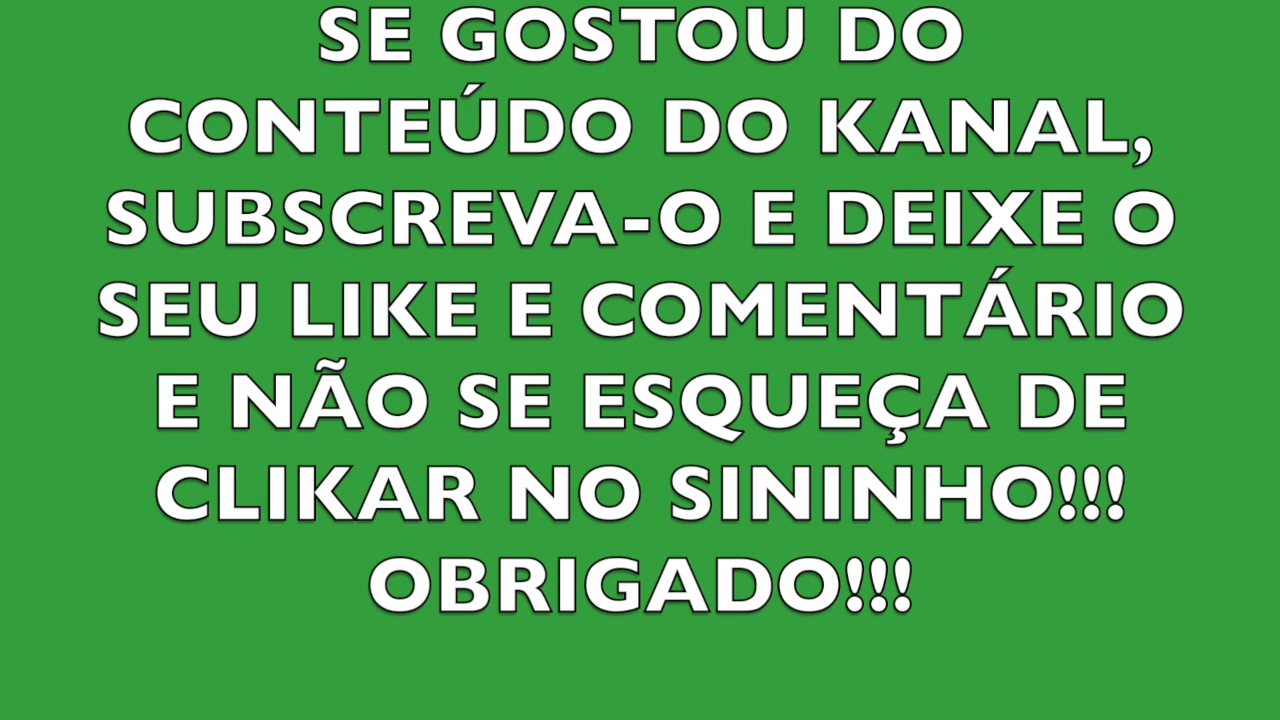 SE GOSTOU DO
CONTEÚDO DO KANAL,
SUBSCREVA-O E DEIXE O
SEU LIKE E COMENTÁRIO
E NÃO SE ESQUEÇA DE
CLIKAR NO SININHO!!!
OBRIGADO!!!